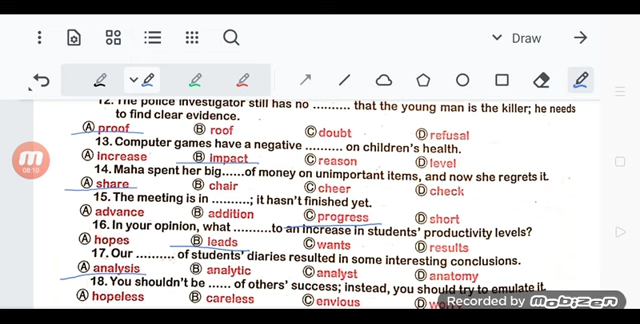 Draw
12. The police investigator still has no .......... that the young man is the killer; he needs
to find clear evidence.
Ⓐ proof Ⓑ roof Ⓒ doubt Ⓓ refusal
13. Computer games have a negative .......... on children's health.
Ⓐ increase Ⓑ impact Ⓒ reason Ⓓ level
14. Maha spent her big......of money on unimportant items, and now she regrets it.
Ⓐ share Ⓑ chair Ⓒ cheer Ⓓ check
15. The meeting is in ..........; it hasn't finished yet.
Ⓐ advance Ⓑ addition Ⓒ progress Ⓓ short
16. In your opinion, what ..........to an increase in students' productivity levels?
Ⓐ hopes Ⓑ leads Ⓒ wants Ⓓ results
17. Our .......... of students' diaries resulted in some interesting conclusions.
Ⓐ analysis Ⓑ analytic Ⓒ analyst Ⓓ anatomy
18. You shouldn't be ...... of others' success; instead, you should try to emulate it.
Ⓐ hopeless Ⓑ careless Ⓒ envious Ⓓ
08:10
Recorded by Mobizen